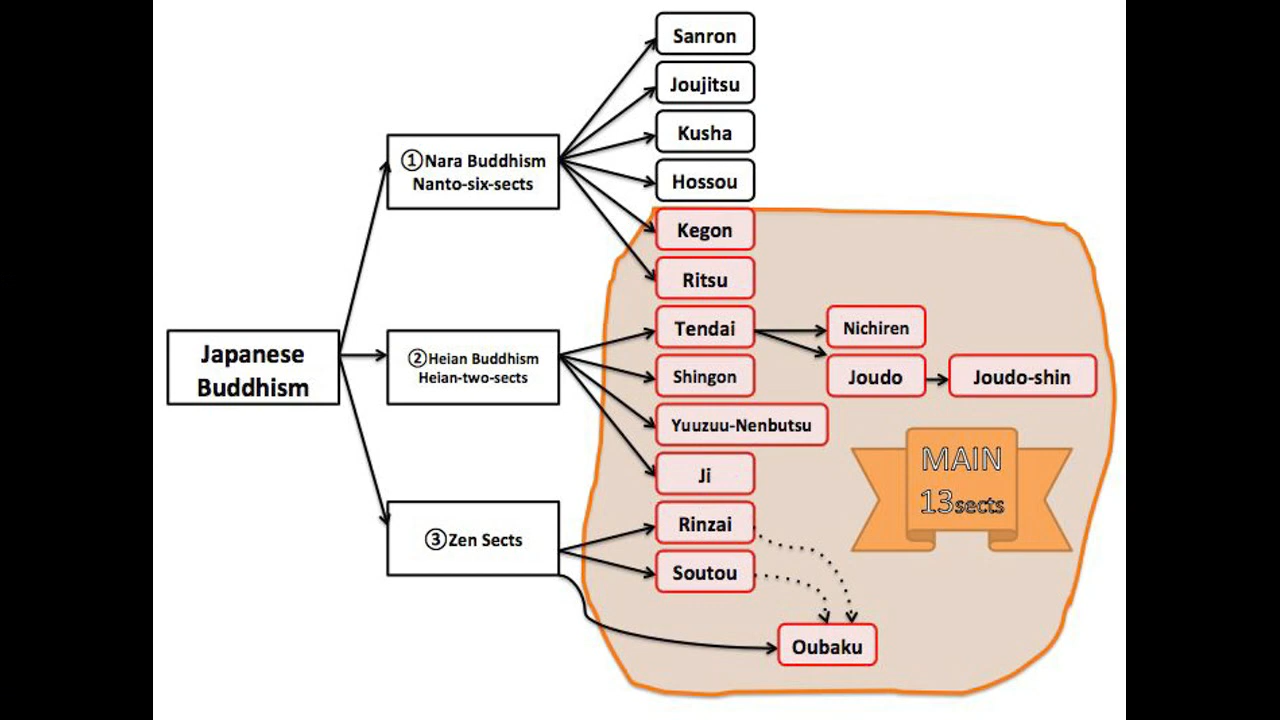 Sanron
Joujitsu
Kusha
①Nara Buddhism
Nanto-six-sects
Hossou
Kegon
Ritsu
Tendai
Nichiren
Japanese
Buddhism
②Heian Buddhism
Heian-two-sects
Shingon
Joudo
Joudo-shin
Yuuzuu-Nenbutsu
Ji
MAIN
13sects
Rinzai
③Zen Sects
Soutou
Oubaku